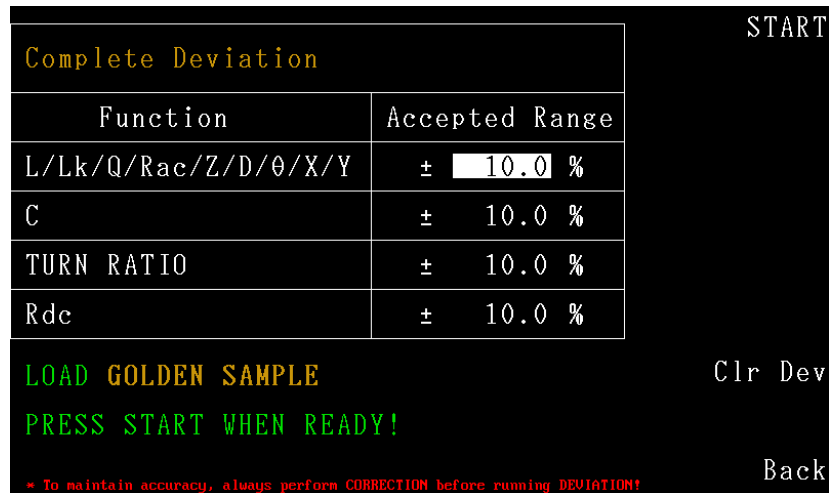 START
Complete Deviation
Function Accepted Range
L/Lk/Q/Rac/Z/D/θ/X/Y ± 10.0 %
C ± 10.0 %
TURN RATIO ± 10.0 %
Rdc ± 10.0 %
LOAD GOLDEN SAMPLE
Clr Dev
PRESS START WHEN READY!
Back
* To maintain accuracy, always perform CORRECTION before running DEVIATION!